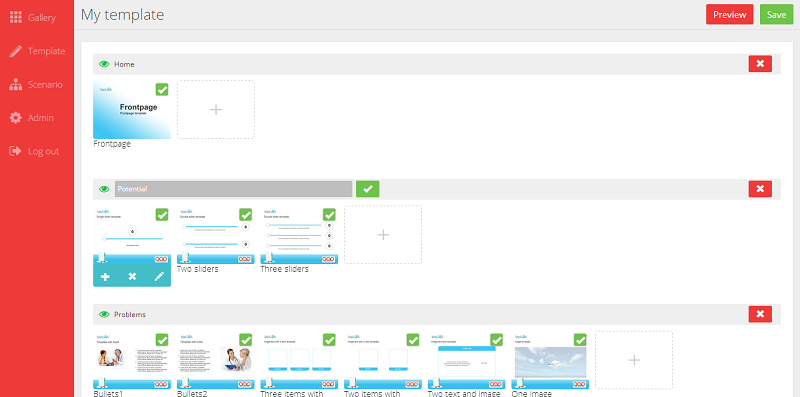 Gallery
Template
Scenario
Admin
Log out
My template
Preview
Save
Home
Frontpage
Frontpage template
Frontpage
Potential
Two sliders
Three sliders
Problems
Bullets1
Bullets2
Three items with
Two items with
Two text and image
One image